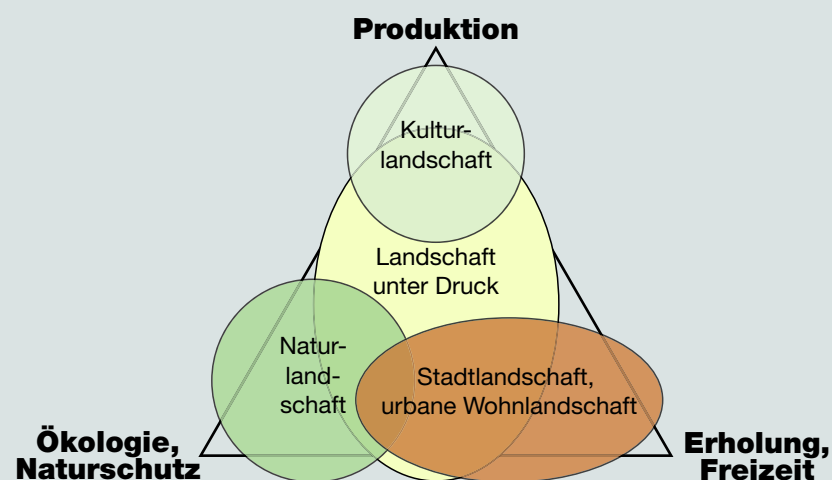 Produktion
Kultur-
landschaft
Landschaft
unter Druck
Natur-
land-
schaft
Stadtlandschaft,
urbane Wohnlandschaft
Ökologie,
Naturschutz
Erholung,
Freizeit